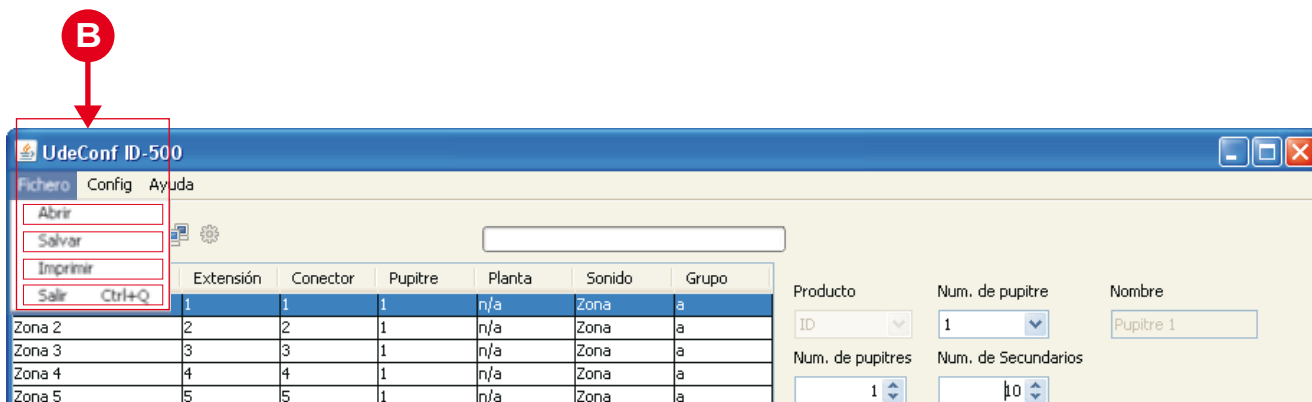 B
UdeConf ID-500
Fichero Config Ayuda
Abrir
Salvar
Imprimir
Salir Ctrl+Q
Extensión Conector Pupitre Planta Sonido Grupo
1 1 1 n/a Zona a
Zona 2 2 2 1 n/a Zona a
Zona 3 3 3 1 n/a Zona a
Zona 4 4 4 1 n/a Zona a
Zona 5 5 5 1 n/a Zona a
Producto Num. de pupitre Nombre
ID 1 Pupitre 1
Num. de pupitres Num. de Secundarios
1 10